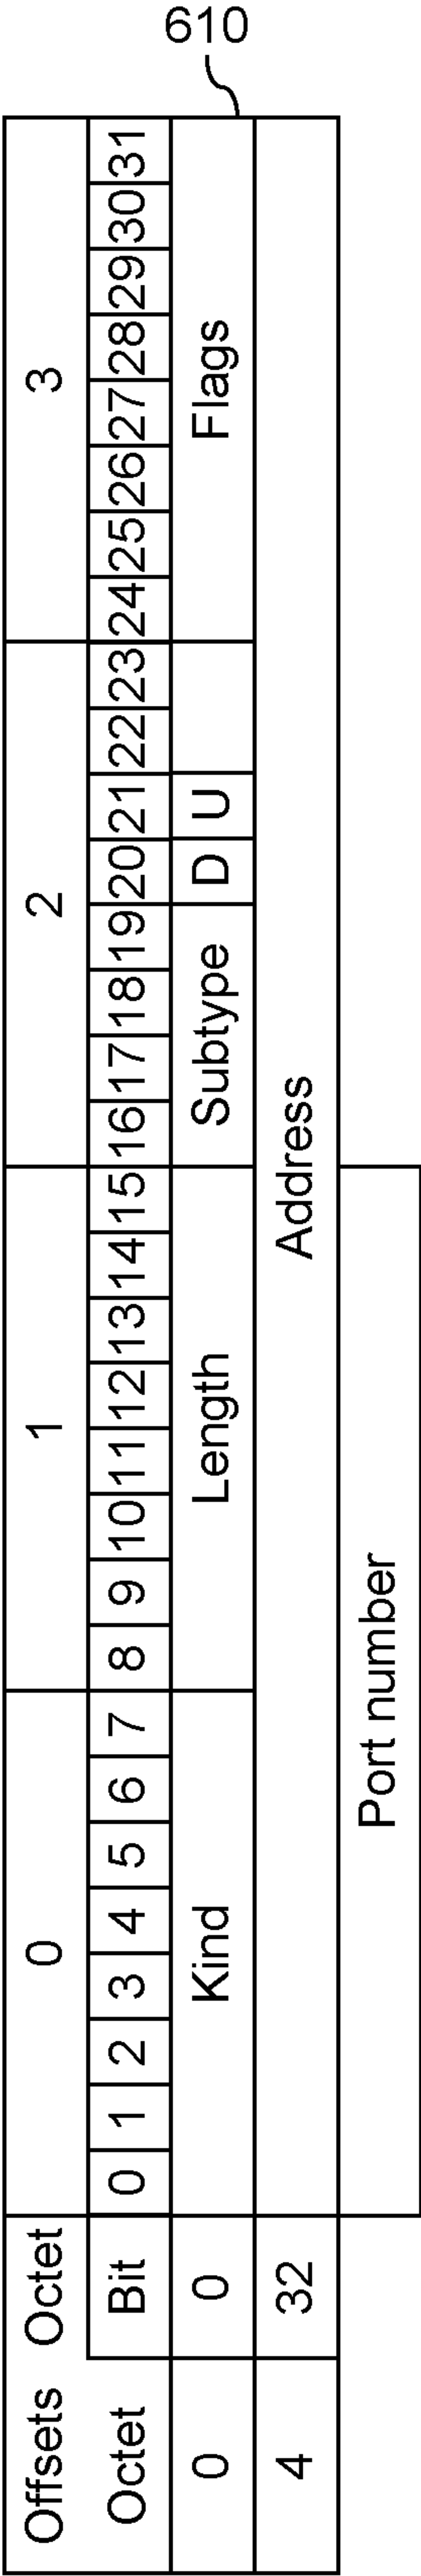 610
Offsets Octet 0 1 2 3
Octet Bit 0 1 2 3 4 5 6 7 8 9 10 11 12 13 14 15 16 17 18 19 20 21 22 23 24 25 26 27 28 29 30 31
0 0 Kind Length Subtype D U Flags
4 32 Address
Port number